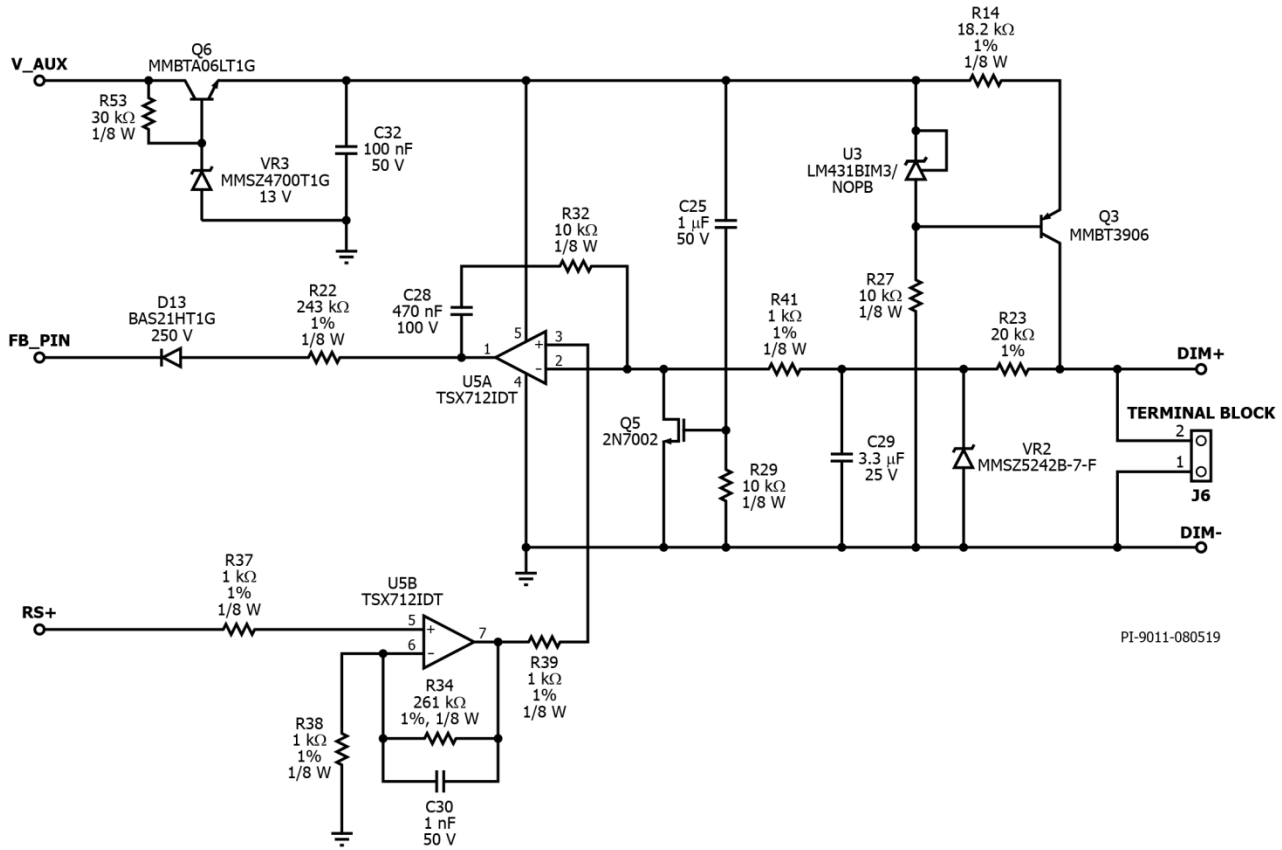 R14
18.2 kΩ
1%
1/8 W
Q6
MMBTA06LT1G
V_AUX
R53
30 kΩ
1/8 W
C32
100 nF
50 V
VR3
MMSZ4700T1G
13 V
U3
LM431BIM3/
NOPB
C25
1 μF
50 V
Q3
MMBT3906
R32
10 kΩ
1/8 W
R27
10 kΩ
1/8 W
C28
470 nF
100 V
R22
243 kΩ
1%
1/8 W
D13
BAS21HT1G
250 V
FB_PIN
R41
1 kΩ
1%
1/8 W
R23
20 kΩ
1%
5
+ 3
1
- 2
4
U5A
TSX712IDT
DIM+
TERMINAL BLOCK
2
1
J6
Q5
2N7002
C29
3.3 μF
25 V
VR2
MMSZ5242B-7-F
R29
10 kΩ
1/8 W
DIM-
R37
1 kΩ
1%
1/8 W
RS+
U5B
TSX712IDT
5 +
6 -
7
R39
1 kΩ
1%
1/8 W
R34
261 kΩ
1%, 1/8 W
R38
1 kΩ
1%
1/8 W
C30
1 nF
50 V
PI-9011-080519